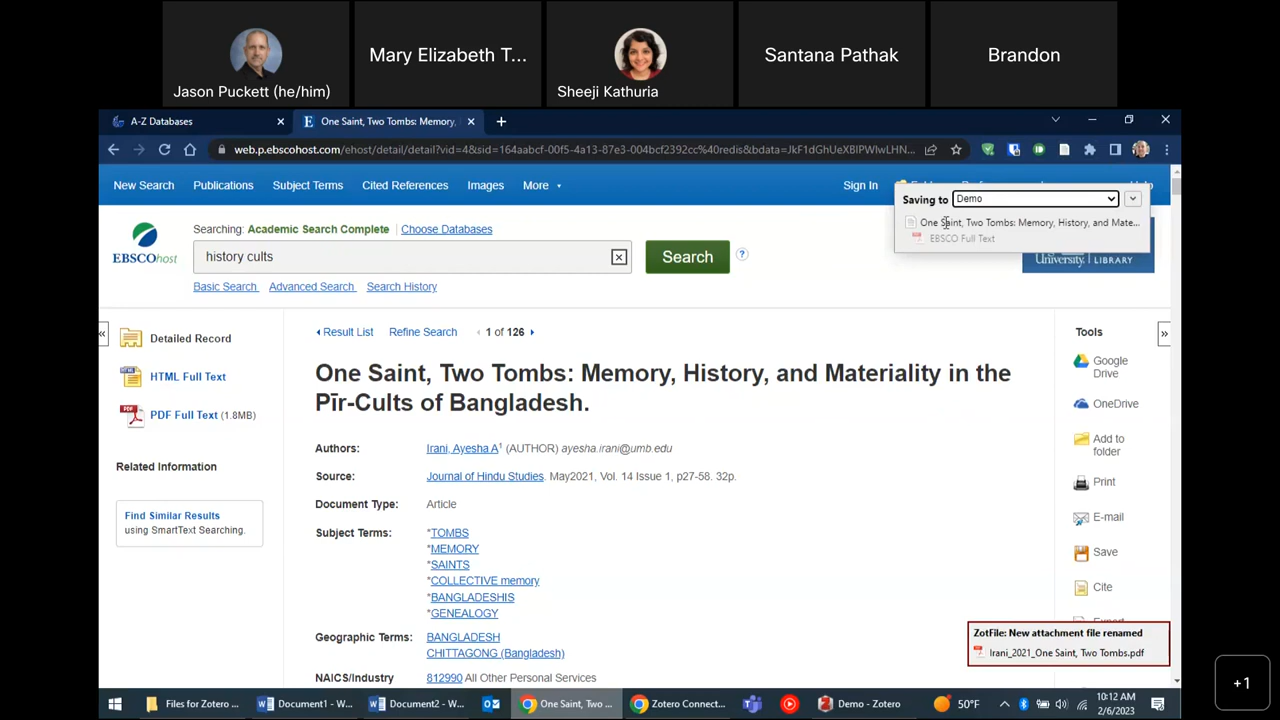 Jason Puckett (he/him)
Mary Elizabeth T...
Sheeji Kathuria
Santana Pathak
Brandon
A-Z Databases
One Saint, Two Tombs: Memory,
web.p.ebscohost.com/ehost/detail/detail?vid=4&sid=164aabcf-00f5-4a13-87e3-004bcf2392cc%40redis&bdata=JkF1dGhUeXBlPWlwLHN...
New Search
Publications
Subject Terms
Cited References
Images
More
Sign In
Saving to
Demo
One Saint, Two Tombs: Memory, History, and Mate...
EBSCO Full Text
University
LIBRARY
EBSCOhost
Searching: Academic Search Complete
Choose Databases
history cults
Search
?
Basic Search
Advanced Search
Search History
Detailed Record
HTML Full Text
PDF Full Text (1.8MB)
Related Information
Find Similar Results
using SmartText Searching.
Result List
Refine Search
1 of 126
One Saint, Two Tombs: Memory, History, and Materiality in the
Pīr-Cults of Bangladesh.
Authors:
Irani, Ayesha A1 (AUTHOR) ayesha.irani@umb.edu
Source:
Journal of Hindu Studies. May2021, Vol. 14 Issue 1, p27-58. 32p.
Document Type:
Article
Subject Terms:
*TOMBS
*MEMORY
*SAINTS
*COLLECTIVE memory
*BANGLADESHIS
*GENEALOGY
Geographic Terms:
BANGLADESH
CHITTAGONG (Bangladesh)
NAICS/Industry
812990 All Other Personal Services
Tools
Google
Drive
OneDrive
Add to
folder
Print
E-mail
Save
Cite
ZotFile: New attachment file renamed
Irani_2021_One Saint, Two Tombs.pdf
Files for Zotero ...
Document1 - W...
Document2 - W...
One Saint, Two ...
Zotero Connect...
Demo - Zotero
50°F
10:12 AM
2/6/2023
+1